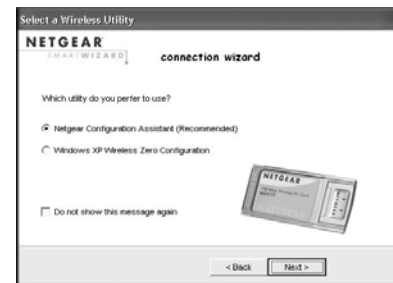 Select a Wireless Utility
NETGEAR
SMARTWIZARD
connection wizard
Which utility do you perfer to use?
Netgear Configuration Assistant (Recommended)
Windows XP Wireless Zero Configuration
NETGEAR
Do not show this message again
< Back
Next >